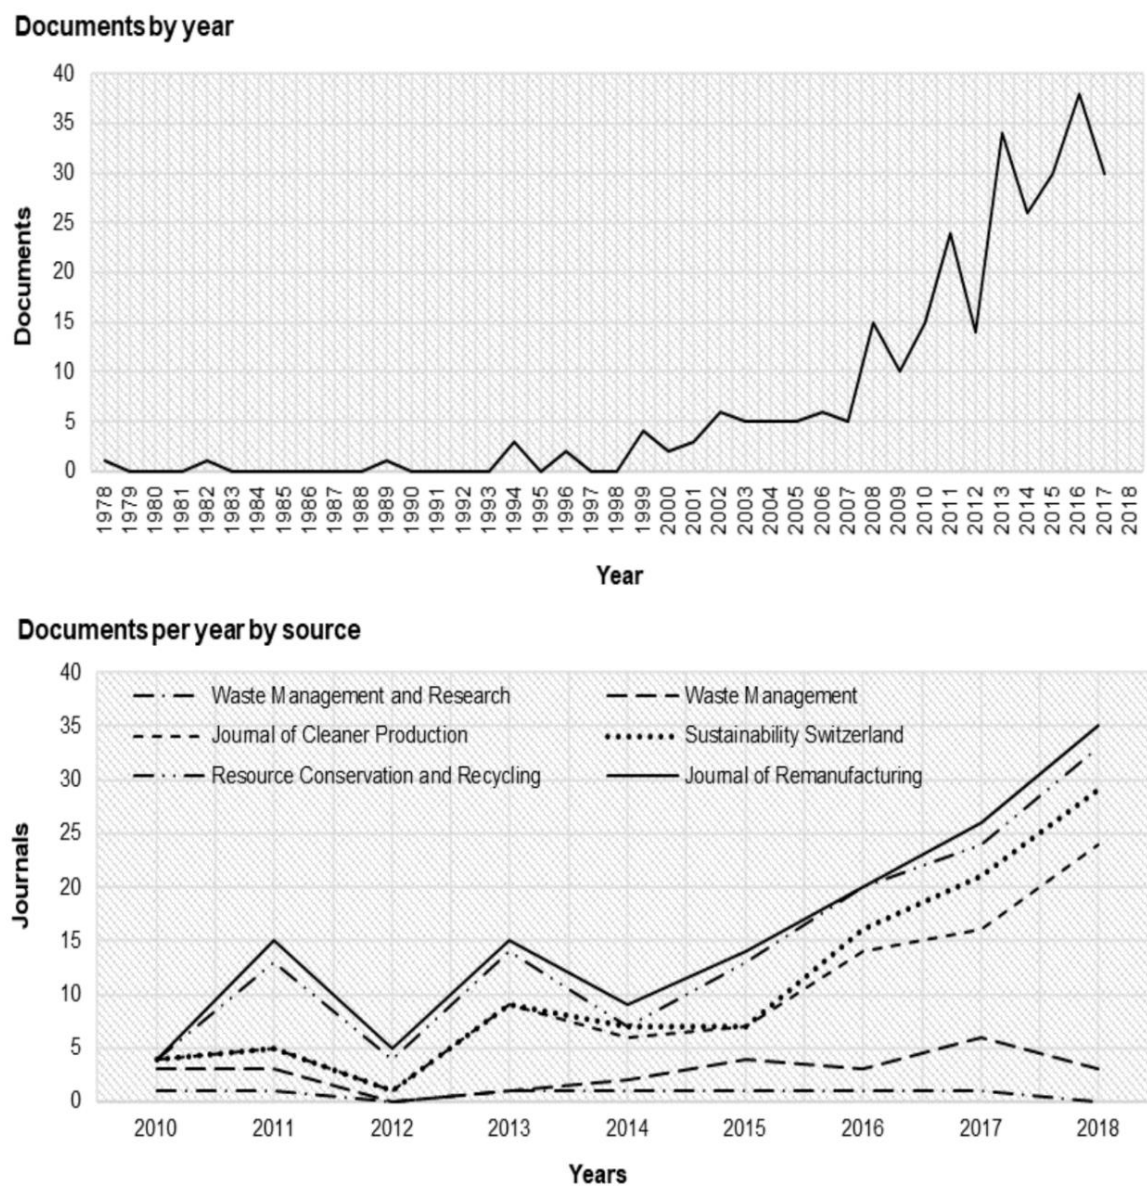 Documents by year
40
35
30
25
20
15
10
5
0
Documents
1978 1979 1980 1981 1982 1983 1984 1985 1986 1987 1988 1989 1990 1991 1992 1993 1994 1995 1996 1997 1998 1999 2000 2001 2002 2003 2004 2005 2006 2007 2008 2009 2010 2011 2012 2013 2014 2015 2016 2017 2018
Year
Documents per year by source
40
35
30
25
20
15
10
5
0
Journals
Waste Management and Research Waste Management
Journal of Cleaner Production Sustainability Switzerland
Resource Conservation and Recycling Journal of Remanufacturing
2010 2011 2012 2013 2014 2015 2016 2017 2018
Years